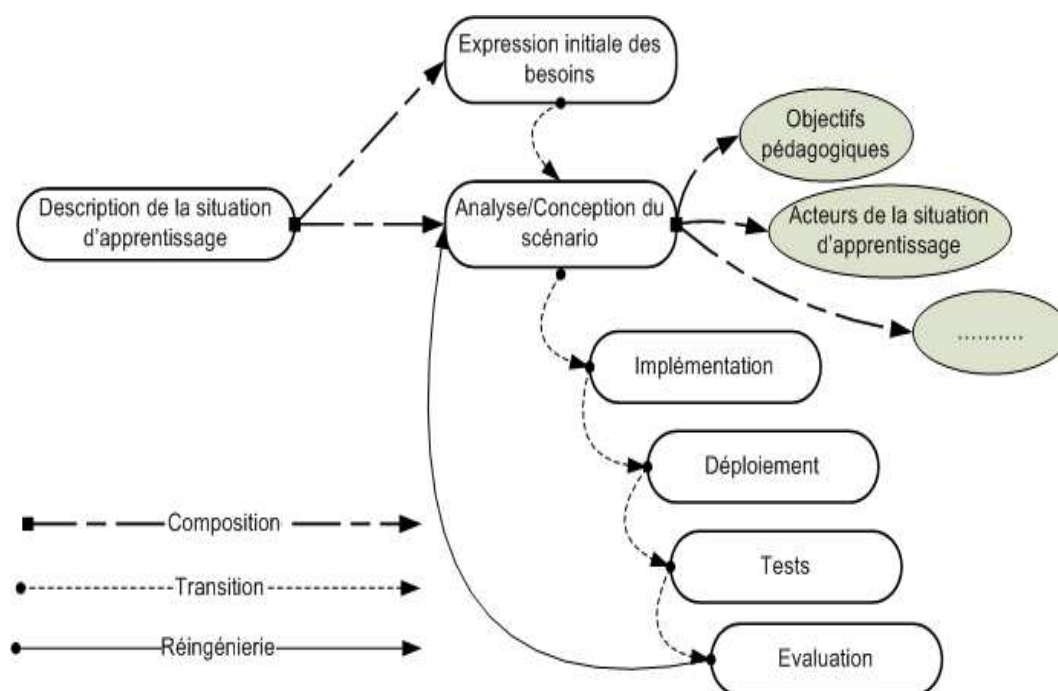 Expression initiale des
besoins
Objectifs
pédagogiques
Description de la situation
d'apprentissage
Analyse/Conception du
scénario
Acteurs de la situation
d'apprentissage
..........
Implémentation
Déploiement
Composition
Tests
Transition
Réingénierie
Evaluation